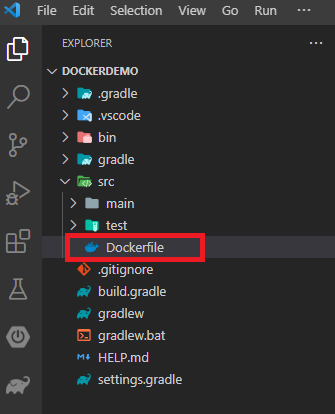 File Edit Selection View Go Run ···
EXPLORER ···
DOCKERDEMO
.gradle
.vscode
bin
gradle
src
main
test
Dockerfile
.gitignore
build.gradle
gradlew
gradlew.bat
HELP.md
settings.gradle